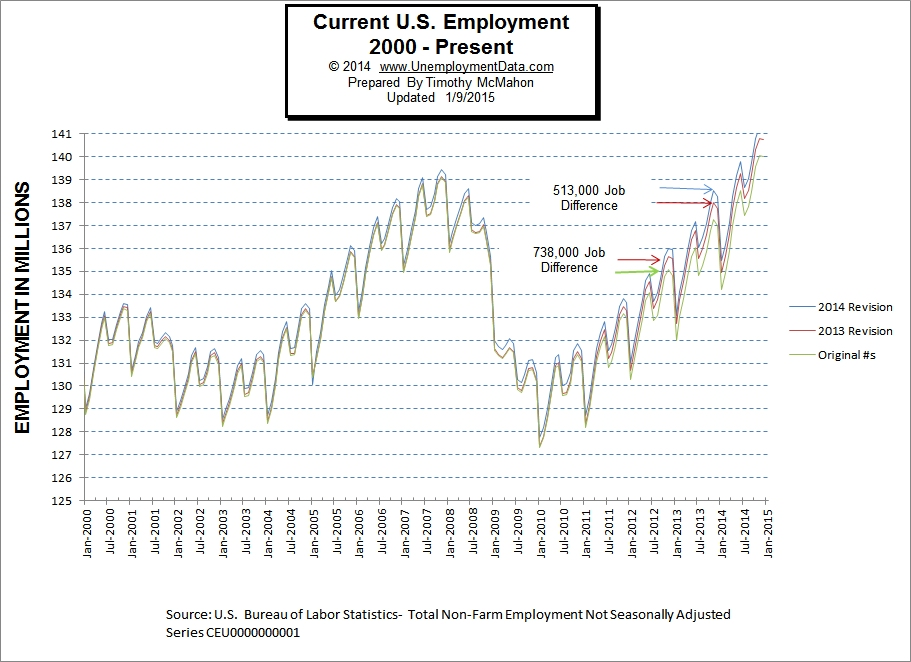 Current U.S. Employment
2000 - Present
© 2014 www.UnemploymentData.com
Prepared By Timothy McMahon
Updated 1/9/2015
EMPLOYMENT IN MILLIONS
141
140
139
138
137
136
135
134
133
132
131
130
129
128
127
126
125
513,000 Job
Difference
738,000 Job
Difference
2014 Revision
2013 Revision
Original #s
Jan-2000
Jul-2000
Jan-2001
Jul-2001
Jan-2002
Jul-2002
Jan-2003
Jul-2003
Jan-2004
Jul-2004
Jan-2005
Jul-2005
Jan-2006
Jul-2006
Jan-2007
Jul-2007
Jan-2008
Jul-2008
Jan-2009
Jul-2009
Jan-2010
Jul-2010
Jan-2011
Jul-2011
Jan-2012
Jul-2012
Jan-2013
Jul-2013
Jan-2014
Jul-2014
Jan-2015
Source: U.S. Bureau of Labor Statistics- Total Non-Farm Employment Not Seasonally Adjusted
Series CEU0000000001